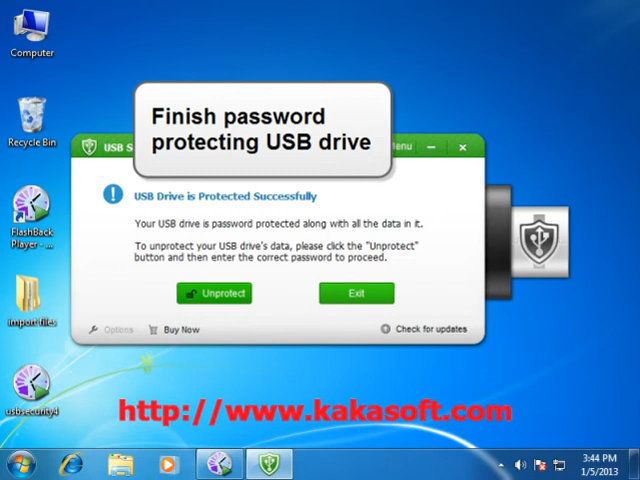 Computer
Recycle Bin
FlashBack
Player - ...
import files
usbsecurity4
Finish password
protecting USB drive
USB S
Menu
USB Drive is Protected Successfully
Your USB drive is password protected along with all the data in it.
To unprotect your USB drive's data, please click the "Unprotect"
button and then enter the correct password to proceed.
Unprotect
Exit
Options
Buy Now
Check for updates
http://www.kakasoft.com
3:44 PM
1/5/2013